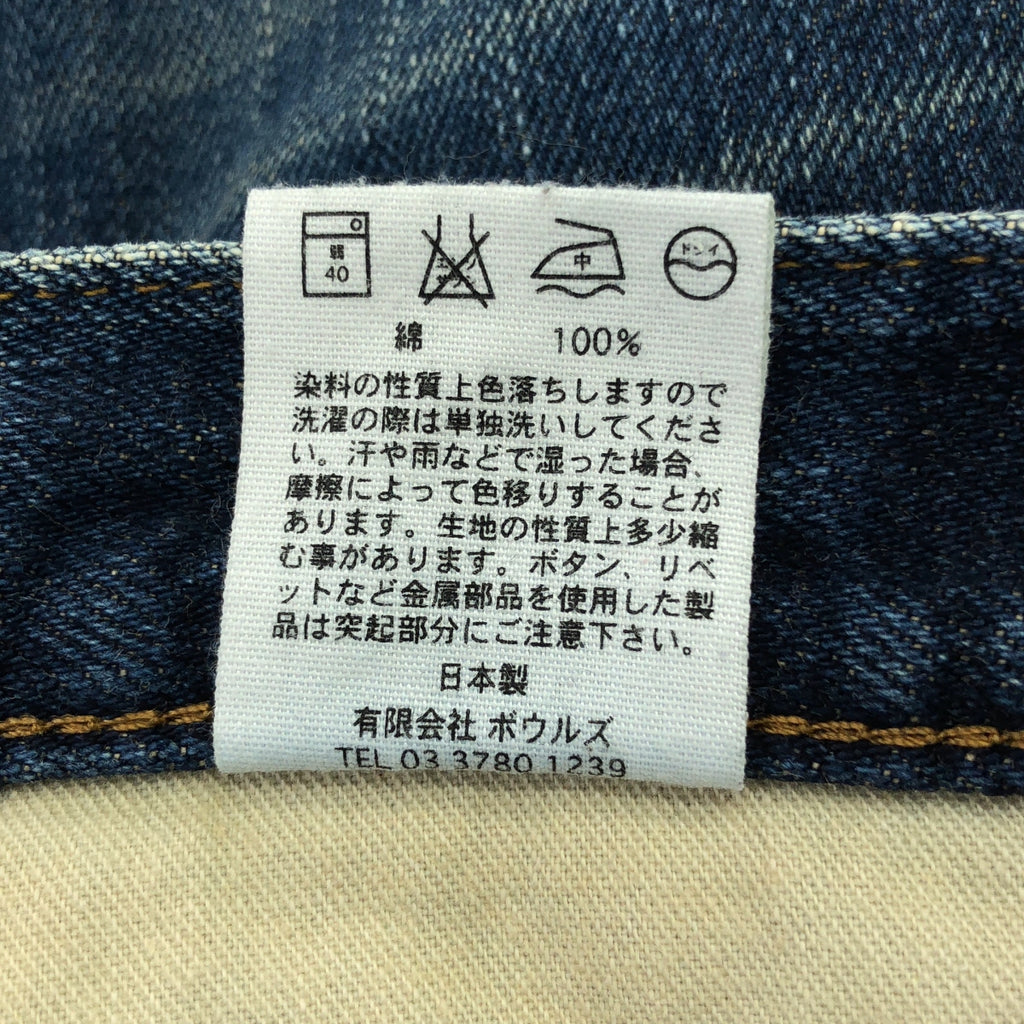 弱 中 ドライ
40 エンソ サラシ
綿 100%
染料の性質上色落ちしますので
洗濯の際は単独洗いしてくださ
い。汗や雨などで湿った場合、
摩擦によって色移りすることが
あります。生地の性質上多少縮
む事があります。ボタン、リベ
ットなど金属部品を使用した製
品は突起部分にご注意下さい。
日本製
有限会社 ボウルズ
TEL 03 3780 1239